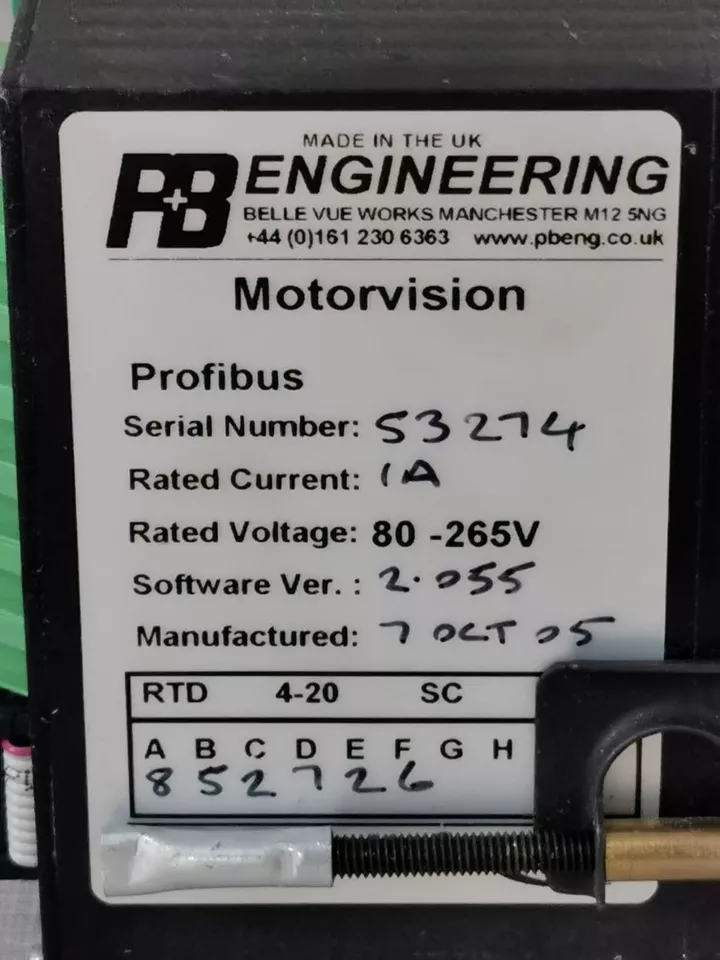 MADE IN THE UK
P+B ENGINEERING
BELLE VUE WORKS MANCHESTER M12 5NG
+44 (0)161 230 6363 www.pbeng.co.uk
Motorvision
Profibus
Serial Number: 53274
Rated Current: 1A
Rated Voltage: 80 -265V
Software Ver. : 2.055
Manufactured: 7 OCT 05
RTD 4-20 SC
A B C D E F G H
8 5 2 7 2 6